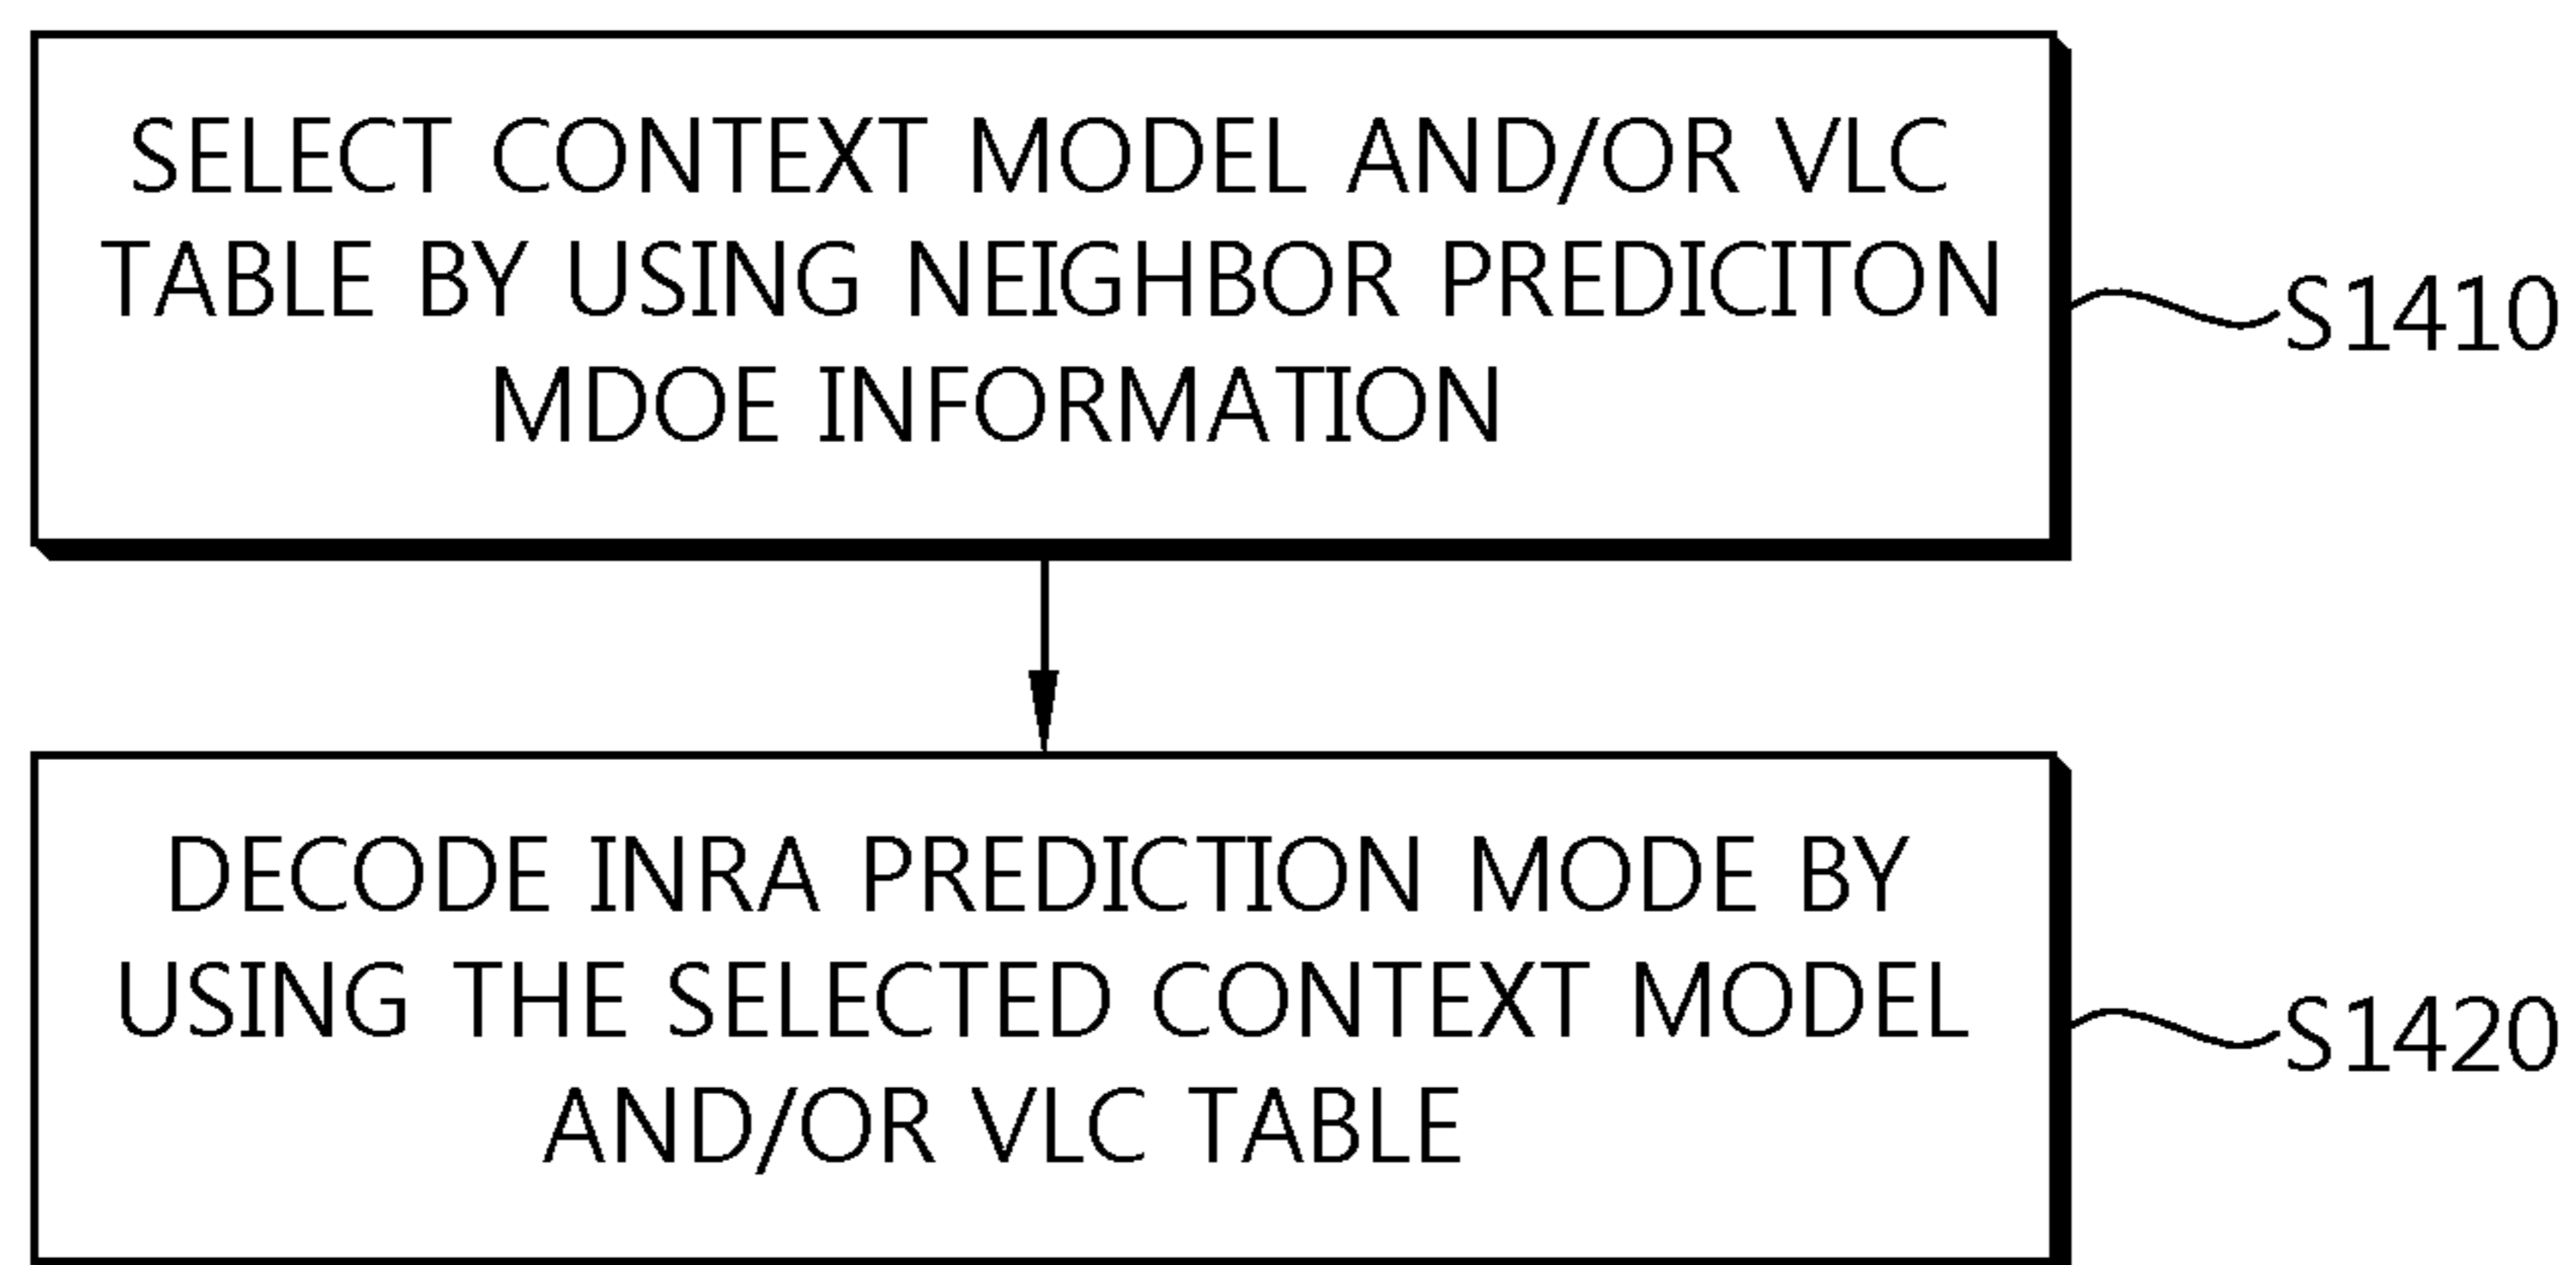 SELECT CONTEXT MODEL AND/OR VLC
TABLE BY USING NEIGHBOR PREDICITON
MDOE INFORMATION
S1410
DECODE INRA PREDICTION MODE BY
USING THE SELECTED CONTEXT MODEL
AND/OR VLC TABLE
S1420